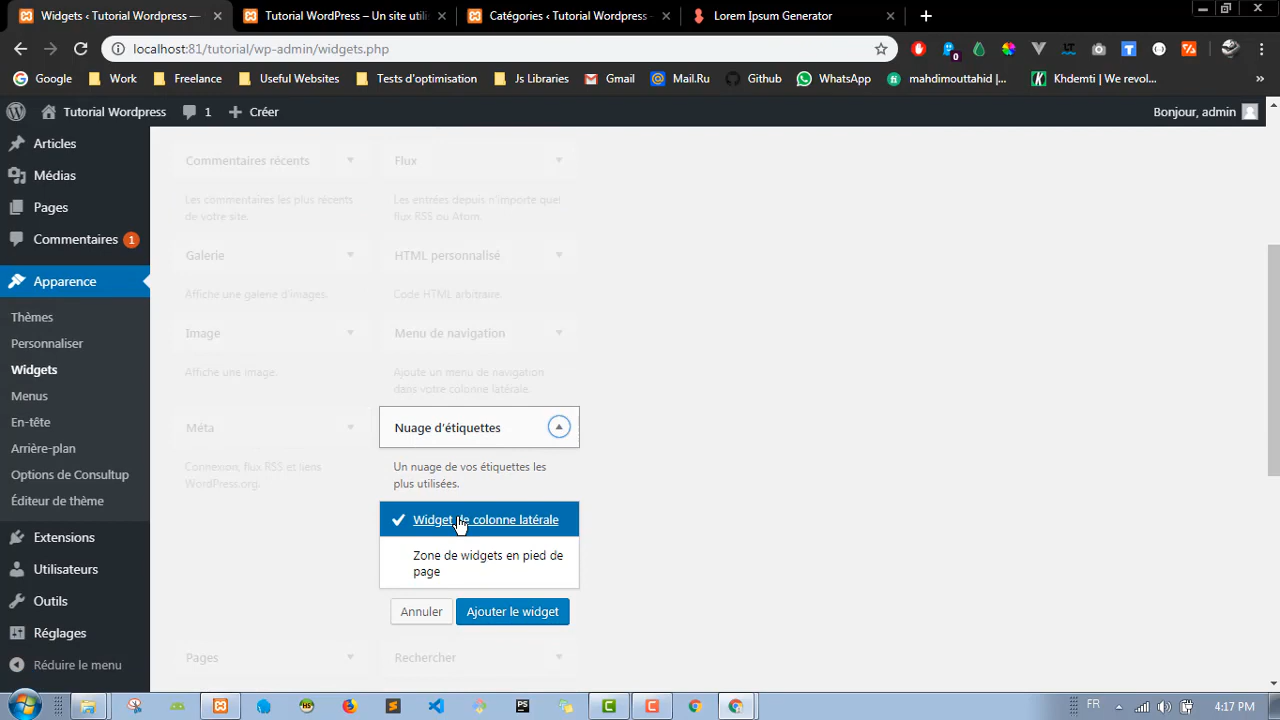 Widgets ‹ Tutorial Wordpress —
Tutorial WordPress – Un site util
Catégories ‹ Tutorial Wordpress -
Lorem Ipsum Generator
localhost:81/tutorial/wp-admin/widgets.php
0
Google
Work
Freelance
Useful Websites
Tests d'optimisation
Js Libraries
Gmail
Mail.Ru
Github
WhatsApp
mahdimouttahid |...
Khdemti | We revol...
»
Tutorial Wordpress
1
Créer
Bonjour, admin
Articles
Médias
Pages
Commentaires 1
Apparence
Thèmes
Personnaliser
Widgets
Menus
En-tête
Arrière-plan
Options de Consultup
Éditeur de thème
Extensions
Utilisateurs
Outils
Réglages
Réduire le menu
Commentaires récents
Les commentaires les plus récents
de votre site.
Flux
Les entrées depuis n'importe quel
flux RSS ou Atom.
Galerie
Affiche une galerie d'images.
HTML personnalisé
Code HTML arbitraire.
Image
Affiche une image.
Menu de navigation
Ajoute un menu de navigation
dans votre colonne latérale.
Méta
Connexion, flux RSS et liens
WordPress.org.
Nuage d'étiquettes
Un nuage de vos étiquettes les
plus utilisées.
Widget de colonne latérale
Zone de widgets en pied de
page
Annuler
Ajouter le widget
Pages
Rechercher
FR
4:17 PM